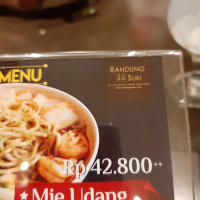 MENU
BANDUNG
SUKI
Rp 42.800++
★ Mie Udang